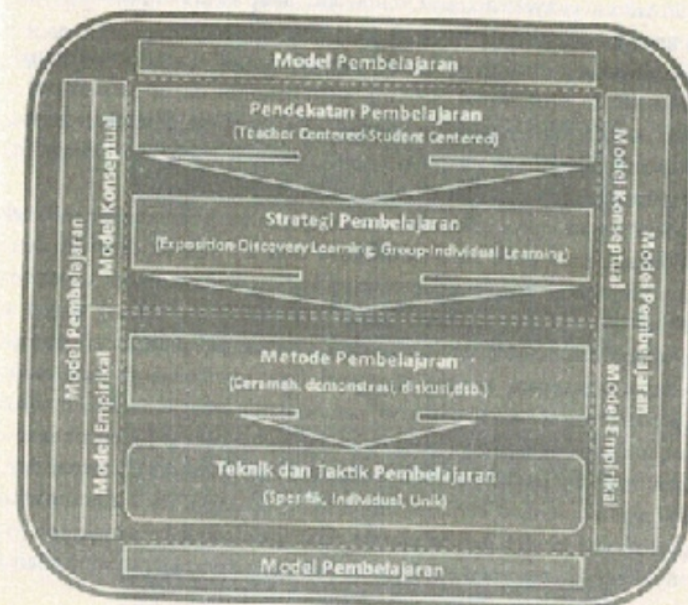 Model Pembelajaran
Model Pembelajaran
Model Konseptual
Model Empirikal
Pendekatan Pembelajaran
(Teacher Centered-Student Centered)
Strategi Pembelajaran
(Exposition-Discovery Learning, Group-Individual Learning)
Metode Pembelajaran
(Ceramah, demonstrasi, diskusi,dsb.)
Teknik dan Taktik Pembelajaran
(Spesifik, Individual, Unik)
Model Konseptual
Model Empirikal
Model Pembelajaran
Model Pembelajaran